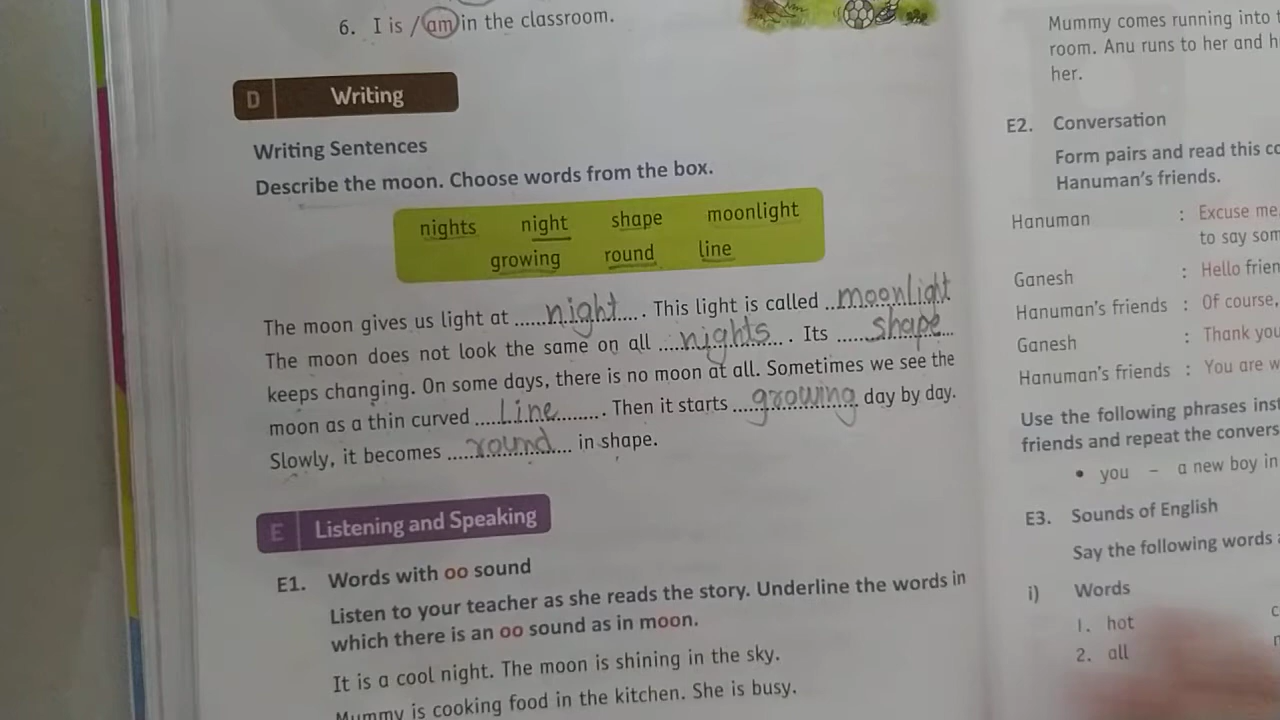 6. I is / am in the classroom.
D Writing
Writing Sentences
Describe the moon. Choose words from the box.
nights night shape moonlight
growing round line
The moon gives us light at night. This light is called moonlight
The moon does not look the same on all nights. Its shape
keeps changing. On some days, there is no moon at all. Sometimes we see the
moon as a thin curved line. Then it starts growing day by day.
Slowly, it becomes round in shape.
E Listening and Speaking
E1. Words with oo sound
Listen to your teacher as she reads the story. Underline the words in
which there is an oo sound as in moon.
It is a cool night. The moon is shining in the sky.
Mummy is cooking food in the kitchen. She is busy.
Mummy comes running into
room. Anu runs to her and
her.
E2. Conversation
Form pairs and read this
Hanuman's friends.
Hanuman : Excuse me
to say
Ganesh : Hello
Hanuman's friends : Of course,
Ganesh : Thank you
Hanuman's friends : You are
Use the following phrases
friends and repeat the
• you – a new boy in
E3. Sounds of English
Say the following words
i) Words
1. hot
2. all